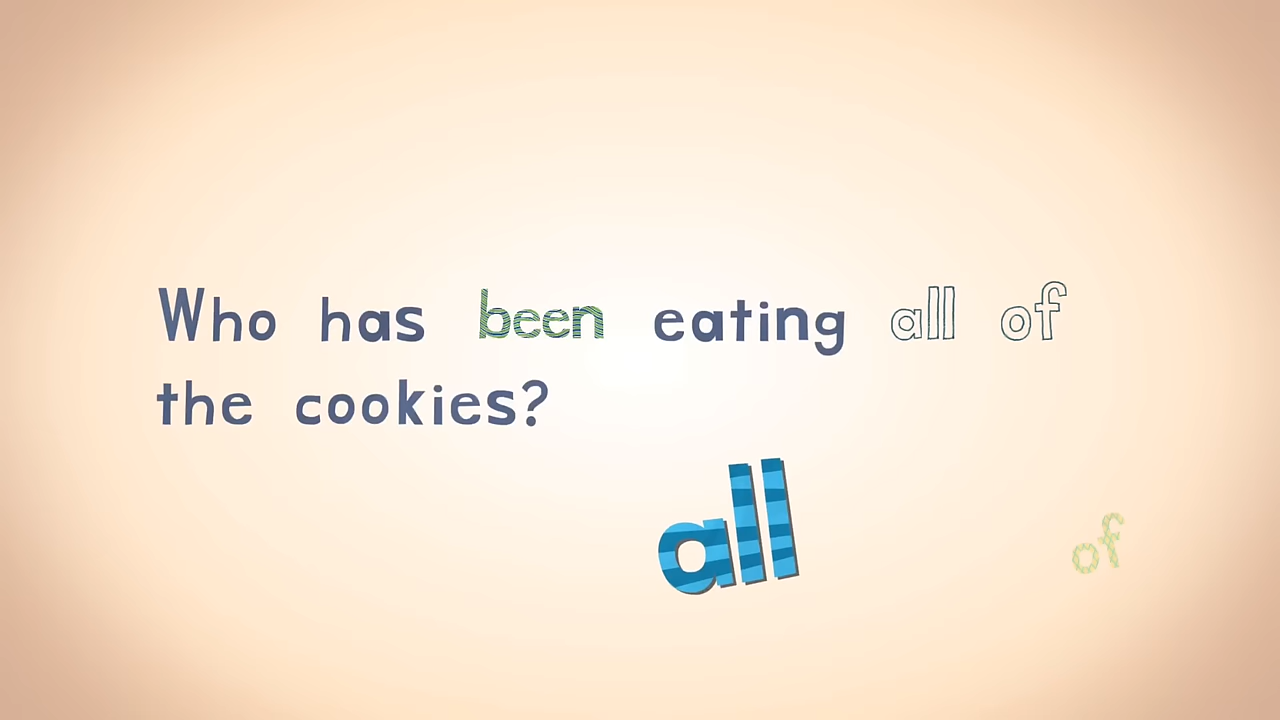 Who has been eating all of
the cookies?
all
of